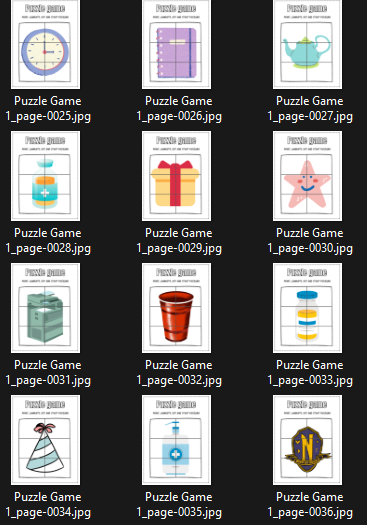 Puzzle game
Puzzle game
Puzzle game
Puzzle Game
1_page-0025.jpg
Puzzle Game
1_page-0026.jpg
Puzzle Game
1_page-0027.jpg
Puzzle game
Puzzle game
Puzzle game
Puzzle Game
1_page-0028.jpg
Puzzle Game
1_page-0029.jpg
Puzzle Game
1_page-0030.jpg
Puzzle game
Puzzle game
Puzzle game
Puzzle Game
1_page-0031.jpg
Puzzle Game
1_page-0032.jpg
Puzzle Game
1_page-0033.jpg
Puzzle game
Puzzle game
Puzzle game
N
Puzzle Game
1_page-0034.jpg
Puzzle Game
1_page-0035.jpg
Puzzle Game
1_page-0036.jpg